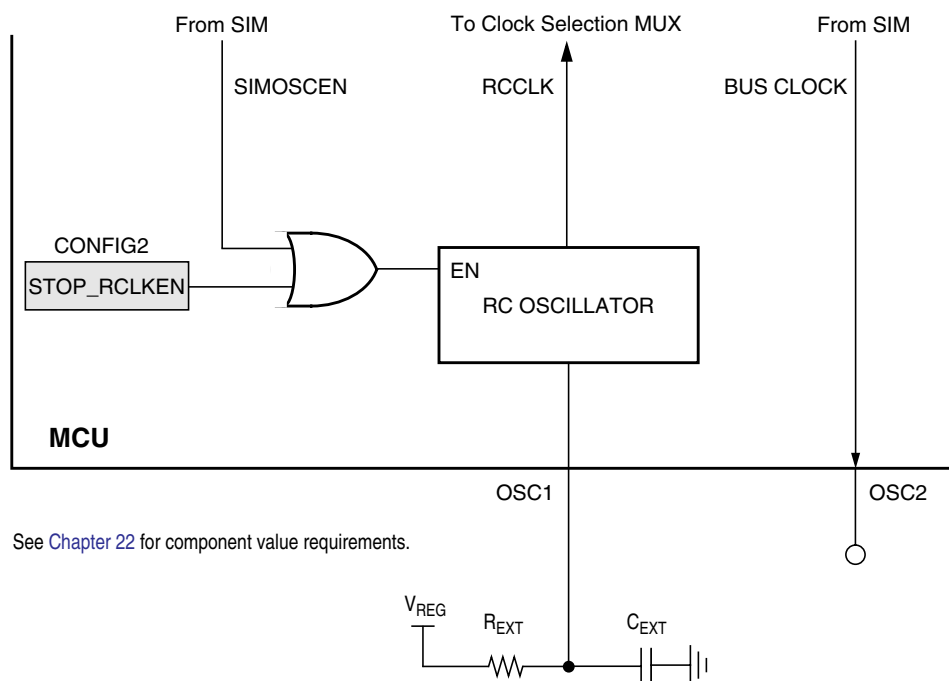 From SIM
To Clock Selection MUX
From SIM
SIMOSCEN
RCCLK
BUS CLOCK
CONFIG2
STOP_RCLKEN
EN
RC OSCILLATOR
MCU
OSC1
OSC2
See Chapter 22 for component value requirements.
VREG
REXT
CEXT